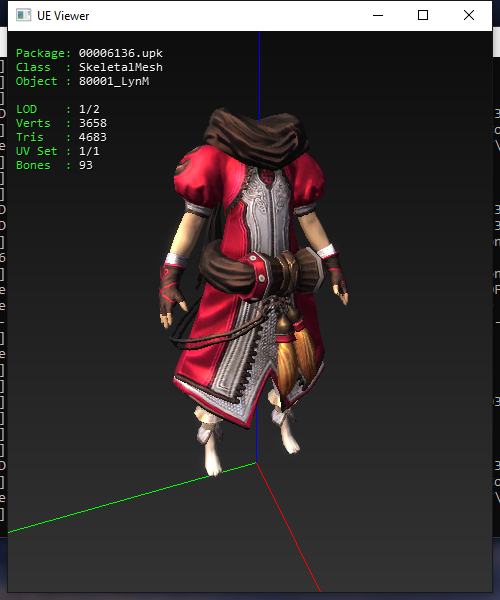 UE Viewer
Package: 00006136.upk
Class : SkeletalMesh
Object : 80001_LynM
LOD : 1/2
Verts : 3658
Tris : 4683
UV Set : 1/1
Bones : 93